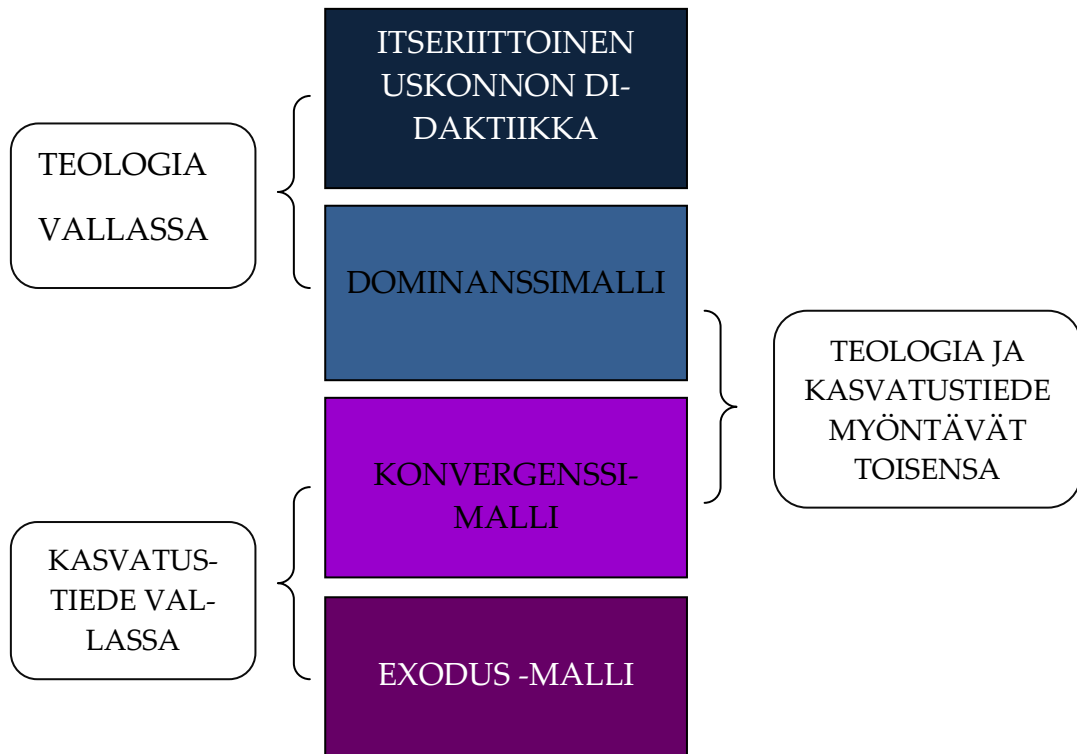 ITSERIITTOINEN
USKONNON DI-
DAKTIIKKA
TEOLOGIA
VALLASSA
DOMINANSSIMALLI
TEOLOGIA JA
KASVATUSTIEDE
MYÖNTÄVÄT
TOISENSA
KONVERGENSSI-
MALLI
KASVATUS-
TIEDE VAL-
LASSA
EXODUS -MALLI